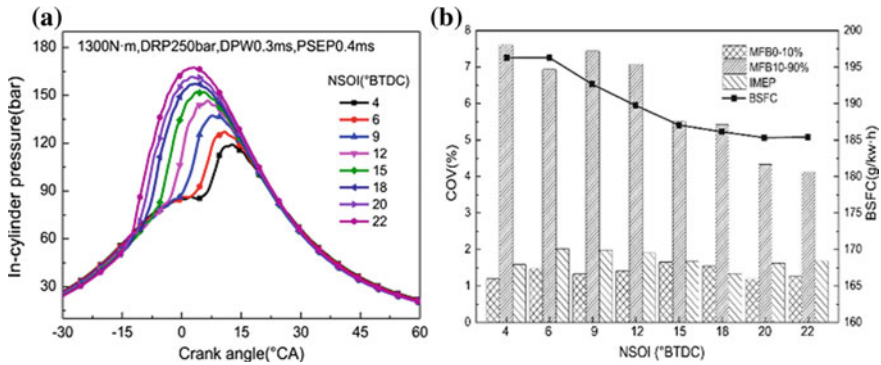 (a)
1300N·m,DRP250bar,DPW0.3ms,PSEP0.4ms
NSOI(°BTDC)
4
6
9
12
15
18
20
22
In-cylinder pressure(bar)
180
150
120
90
60
30
-30 -15 0 15 30 45 60
Crank angle(°CA)
(b)
MFB0-10%
MFB10-90%
IMEP
BSFC
COV(%)
8
7
6
5
4
3
2
1
0
BSFC(g/kw·h)
200
195
190
185
180
175
170
165
160
4 6 9 12 15 18 20 22
NSOI (°BTDC)